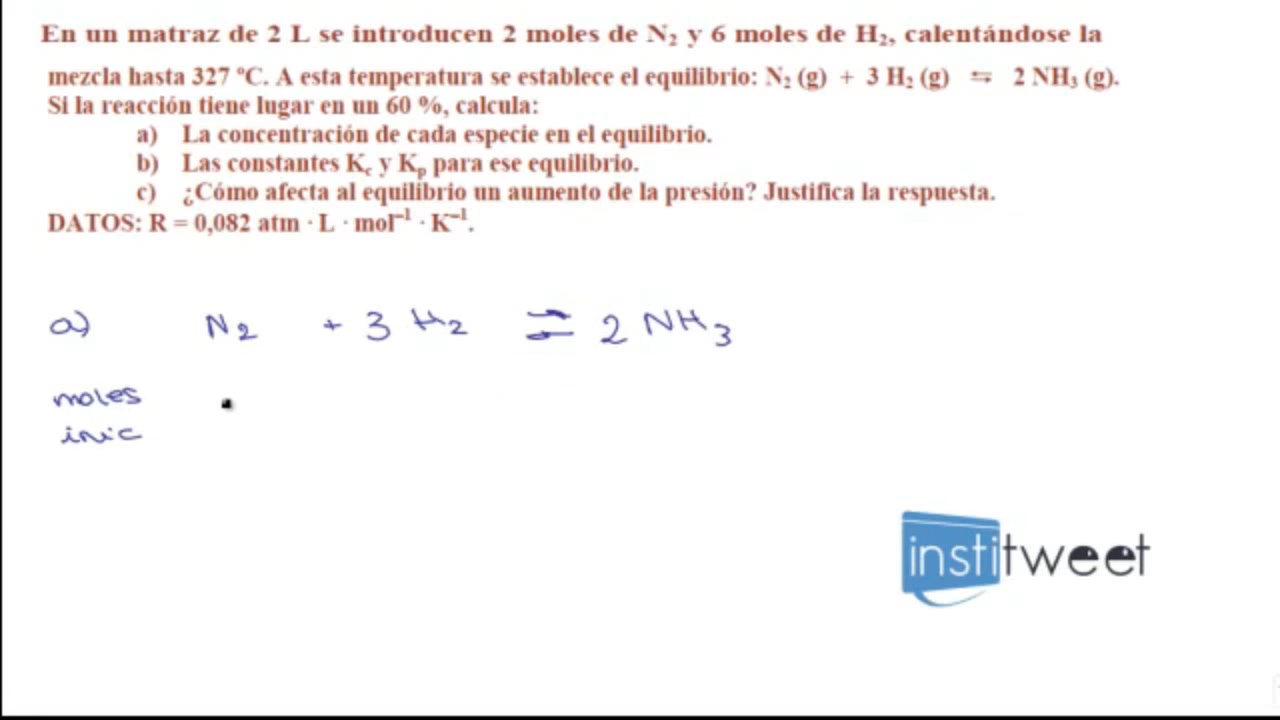 En un matraz de 2 L se introducen 2 moles de N₂ y 6 moles de H₂, calentándose la
mezcla hasta 327 ºC. A esta temperatura se establece el equilibrio: N₂ (g) + 3 H₂ (g) ⇆ 2 NH₃ (g).
Si la reacción tiene lugar en un 60 %, calcula:
a) La concentración de cada especie en el equilibrio.
b) Las constantes K꜀ y Kₚ para ese equilibrio.
c) ¿Cómo afecta al equilibrio un aumento de la presión? Justifica la respuesta.
DATOS: R = 0,082 atm · L · mol⁻¹ · K⁻¹.
a) N₂ + 3 H₂ ⇌ 2 NH₃
moles
inic
institweet